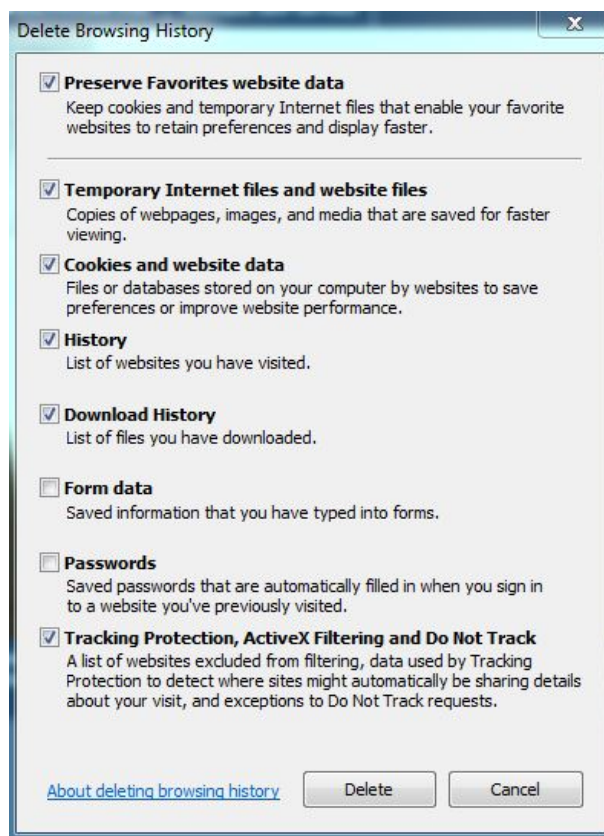 Delete Browsing History
X
Preserve Favorites website data
Keep cookies and temporary Internet files that enable your favorite
websites to retain preferences and display faster.
Temporary Internet files and website files
Copies of webpages, images, and media that are saved for faster
viewing.
Cookies and website data
Files or databases stored on your computer by websites to save
preferences or improve website performance.
History
List of websites you have visited.
Download History
List of files you have downloaded.
Form data
Saved information that you have typed into forms.
Passwords
Saved passwords that are automatically filled in when you sign in
to a website you've previously visited.
Tracking Protection, ActiveX Filtering and Do Not Track
A list of websites excluded from filtering, data used by Tracking
Protection to detect where sites might automatically be sharing details
about your visit, and exceptions to Do Not Track requests.
About deleting browsing history
Delete
Cancel